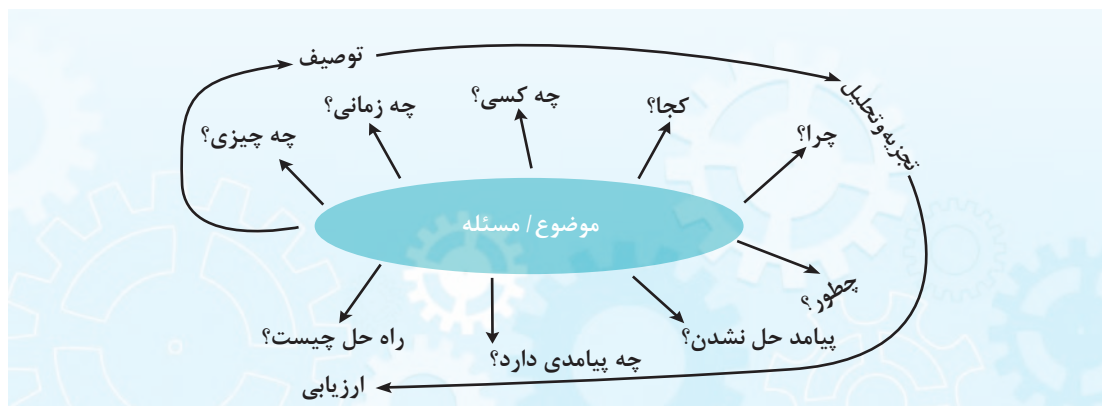 توصیف
تجزیه و تحلیل
چه کسی؟
کجا؟
چه زمانی؟
چرا؟
چه چیزی؟
موضوع / مسئله
چطور؟
پیامد حل نشدن؟
راه حل چیست؟
چه پیامدی دارد؟
ارزیابی